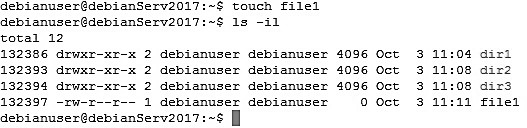 debianuser@debianServ2017:~$ touch file1
debianuser@debianServ2017:~$ ls -il
total 12
132386 drwxr-xr-x 2 debianuser debianuser 4096 Oct  3 11:04 dir1
132393 drwxr-xr-x 2 debianuser debianuser 4096 Oct  3 11:08 dir2
132394 drwxr-xr-x 2 debianuser debianuser 4096 Oct  3 11:08 dir3
132397 -rw-r--r-- 1 debianuser debianuser    0 Oct  3 11:11 file1
debianuser@debianServ2017:~$